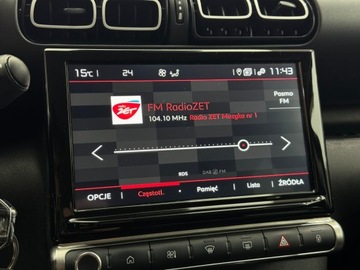 15°C 24 11:43
FM RadioZET
Pasmo
FM
104.10 MHz Radio ZET Muzyka nr 1
RDS DAB FM
OPCJE Częstotl. Pamięć Lista ŹRÓDŁA